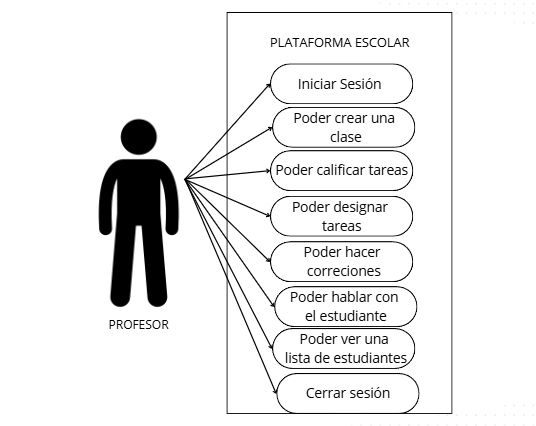 PLATAFORMA ESCOLAR
Iniciar Sesión
Poder crear una
clase
Poder calificar tareas
Poder designar
tareas
Poder hacer
correciones
Poder hablar con
el estudiante
Poder ver una
lista de estudiantes
Cerrar sesión
PROFESOR